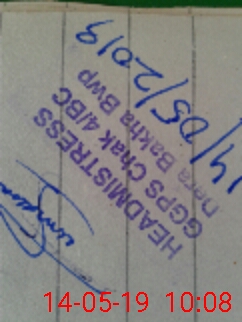 14/05/2019
HEADMISTRESS
GGPS Chak 4/BC
Dera Bakha Bwp
14-05-19 10:08